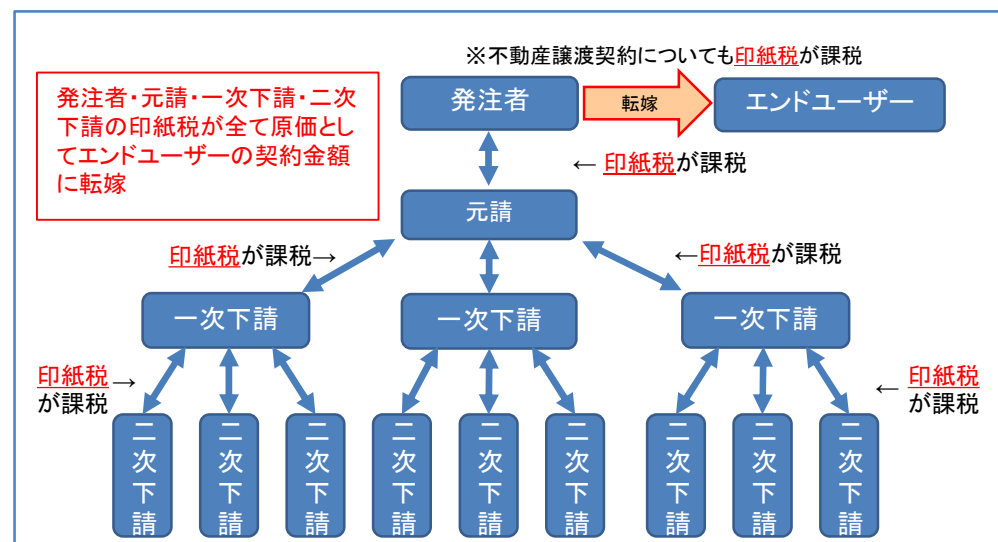 ※不動産譲渡契約についても印紙税が課税
発注者・元請・一次下請・二次
下請の印紙税が全て原価とし
てエンドユーザーの契約金額
に転嫁
発注者
転嫁
エンドユーザー
← 印紙税が課税
元請
印紙税が課税→
←印紙税が課税
一次下請
一次下請
一次下請
印紙税→
が課税
← 印紙税
が課税
二次下請
二次下請
二次下請
二次下請
二次下請
二次下請
二次下請
二次下請
二次下請